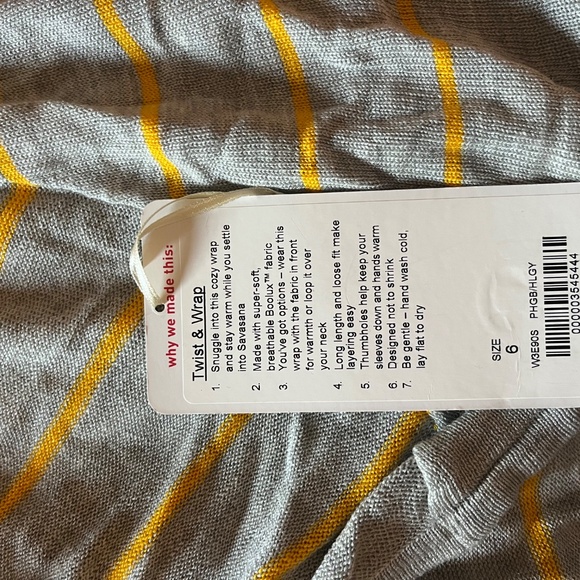 why we made this:
Twist & Wrap
1. Snuggle into this cozy wrap
and stay warm while you settle
into Savasana
2. Made with super-soft,
breathable Boolux™ fabric
3. You've got options – wear this
wrap with the fabric in front
for warmth or loop it over
your neck
4. Long length and loose fit make
layering easy
5. Thumbholes help keep your
sleeves down and hands warm
6. Designed not to shrink
7. Be gentle – hand wash cold,
lay flat to dry
SIZE
6
W3E90S PHGB/HLGY
0000003545444